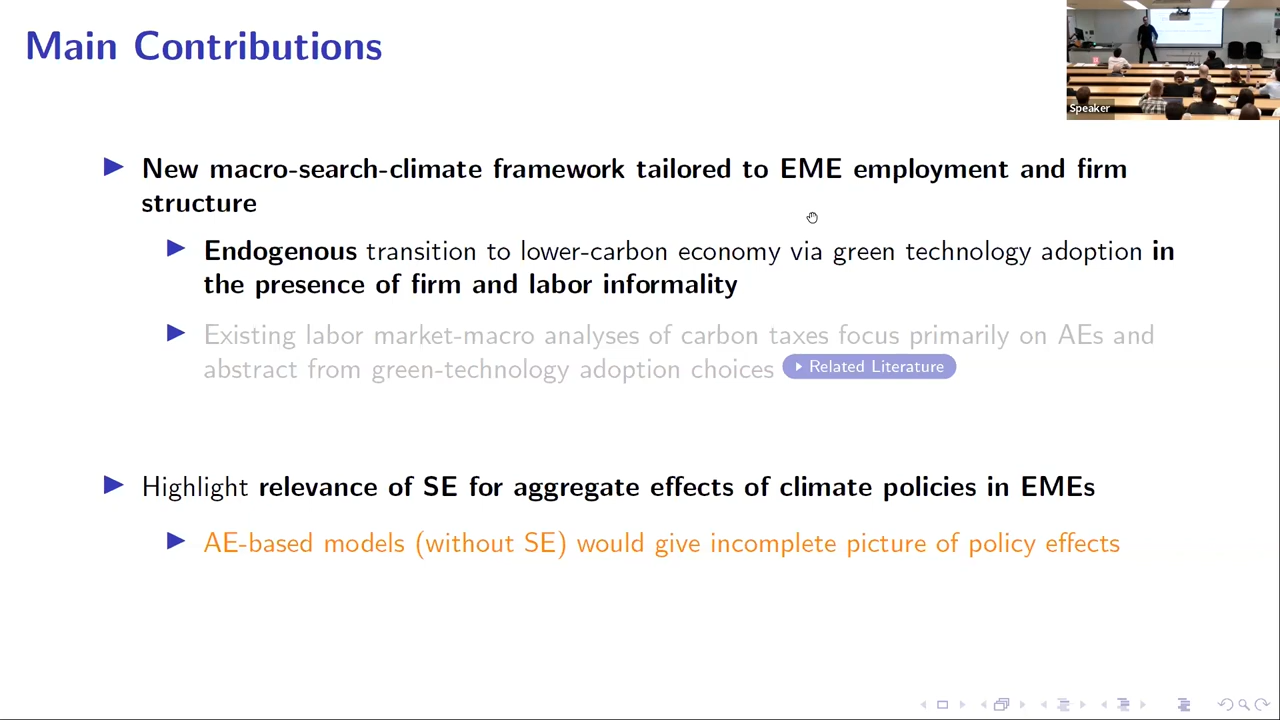 Main Contributions
Speaker
New macro-search-climate framework tailored to EME employment and firm
structure
Endogenous transition to lower-carbon economy via green technology adoption in
the presence of firm and labor informality
Existing labor market-macro analyses of carbon taxes focus primarily on AEs and
abstract from green-technology adoption choices
Related Literature
Highlight relevance of SE for aggregate effects of climate policies in EMEs
AE-based models (without SE) would give incomplete picture of policy effects